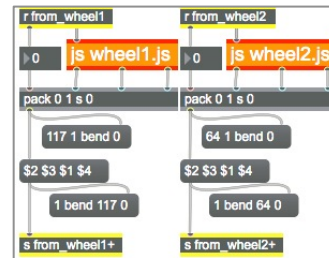 r from_wheel1
0
js wheel1.js
pack 0 1 s 0
117 1 bend 0
$2 $3 $1 $4
1 bend 117 0
s from_wheel1+
r from_wheel2
0
js wheel2.js
pack 0 1 s 0
64 1 bend 0
$2 $3 $1 $4
1 bend 64 0
s from_wheel2+